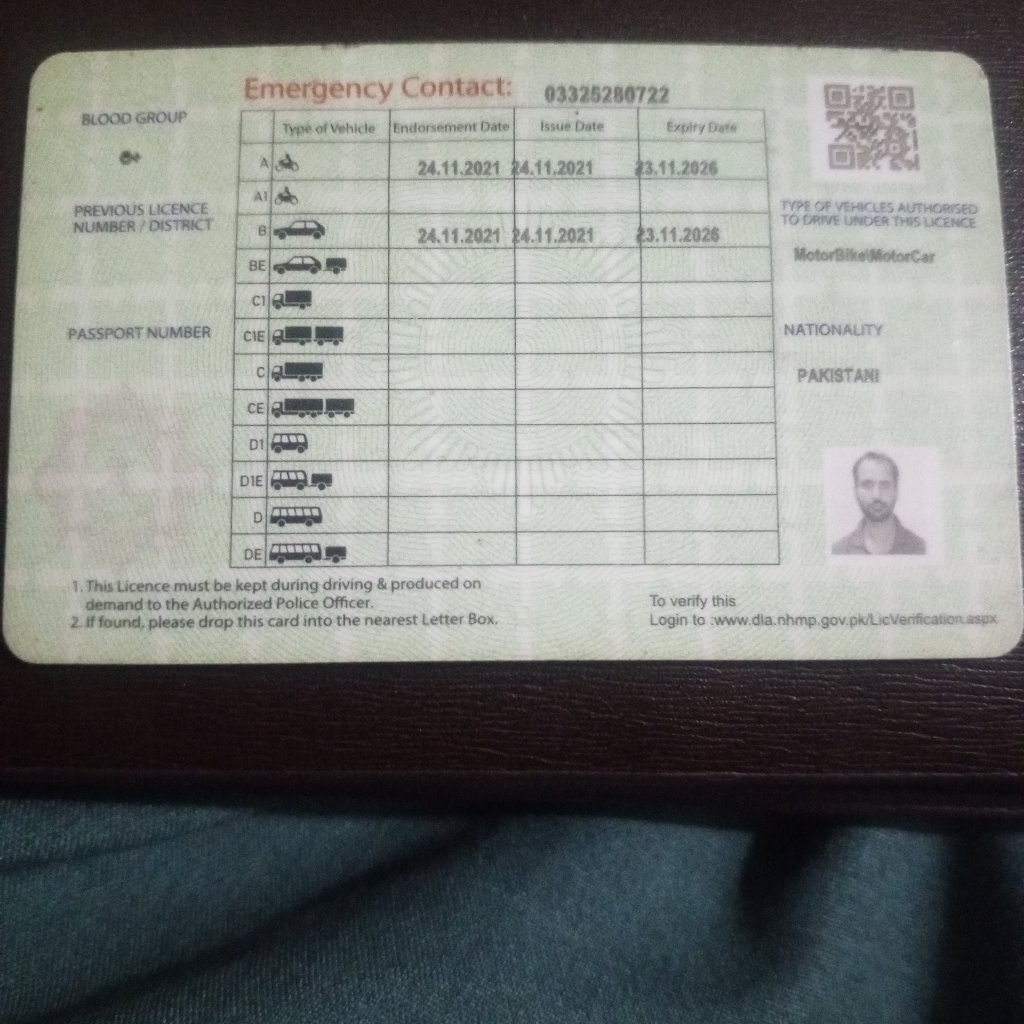 Emergency Contact: 03325280722
BLOOD GROUP
PREVIOUS LICENCE
NUMBER / DISTRICT
PASSPORT NUMBER
Type of Vehicle Endorsement Date Issue Date Expiry Date
A 24.11.2021 24.11.2021 23.11.2026
A1
B 24.11.2021 24.11.2021 23.11.2026
BE
C1
C1E
C
CE
D1
D1E
D
DE
TYPE OF VEHICLES AUTHORISED
TO DRIVE UNDER THIS LICENCE
MotorBike\MotorCar
NATIONALITY
PAKISTANI
1. This Licence must be kept during driving & produced on
demand to the Authorized Police Officer.
2. If found, please drop this card into the nearest Letter Box.
To verify this
Login to :www.dla.nhmp.gov.pk/LicVerification.aspx